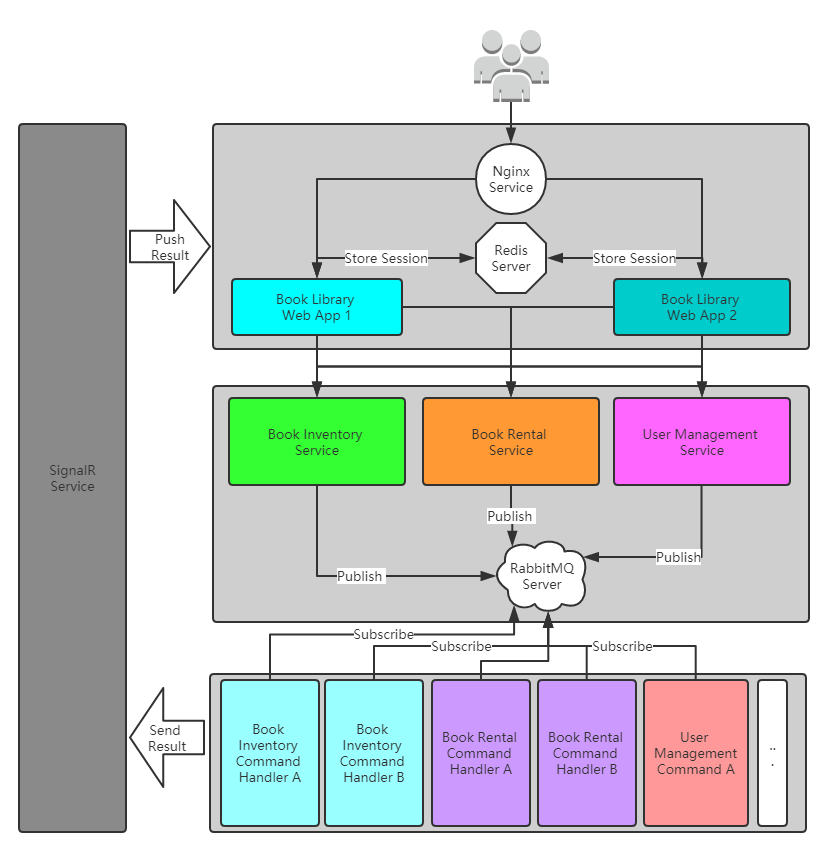 Nginx
Service
Push
Result
Redis
Server
Store Session
Store Session
Book Library
Web App 1
Book Library
Web App 2
SignalR
Service
Book Inventory
Service
Book Rental
Service
User Management
Service
Publish
Publish
Publish
RabbitMQ
Server
Subscribe
Subscribe
Subscribe
Send
Result
Book
Inventory
Command
Handler A
Book
Inventory
Command
Handler B
Book Rental
Command
Handler A
Book Rental
Command
Handler B
User
Management
Command A
..
.